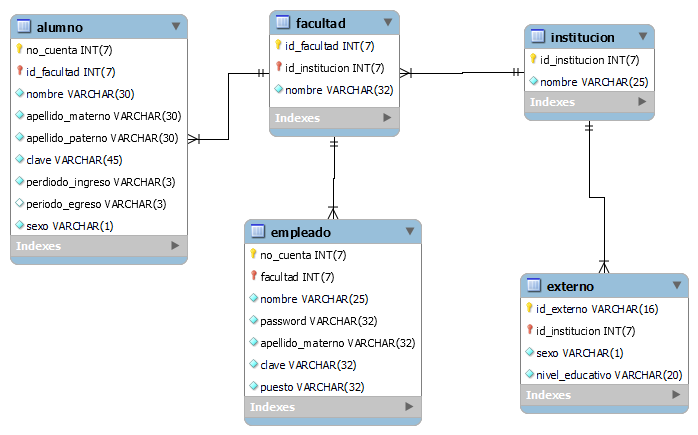 alumno
no_cuenta INT(7)
id_facultad INT(7)
nombre VARCHAR(30)
apellido_materno VARCHAR(30)
apellido_paterno VARCHAR(30)
clave VARCHAR(45)
perdiodo_ingreso VARCHAR(3)
periodo_egreso VARCHAR(3)
sexo VARCHAR(1)
Indexes
facultad
id_facultad INT(7)
id_institucion INT(7)
nombre VARCHAR(32)
Indexes
institucion
id_institucion INT(7)
nombre VARCHAR(25)
Indexes
empleado
no_cuenta INT(7)
facultad INT(7)
nombre VARCHAR(25)
password VARCHAR(32)
apellido_materno VARCHAR(32)
clave VARCHAR(32)
puesto VARCHAR(32)
Indexes
externo
id_externo VARCHAR(16)
id_institucion INT(7)
sexo VARCHAR(1)
nivel_educativo VARCHAR(20)
Indexes